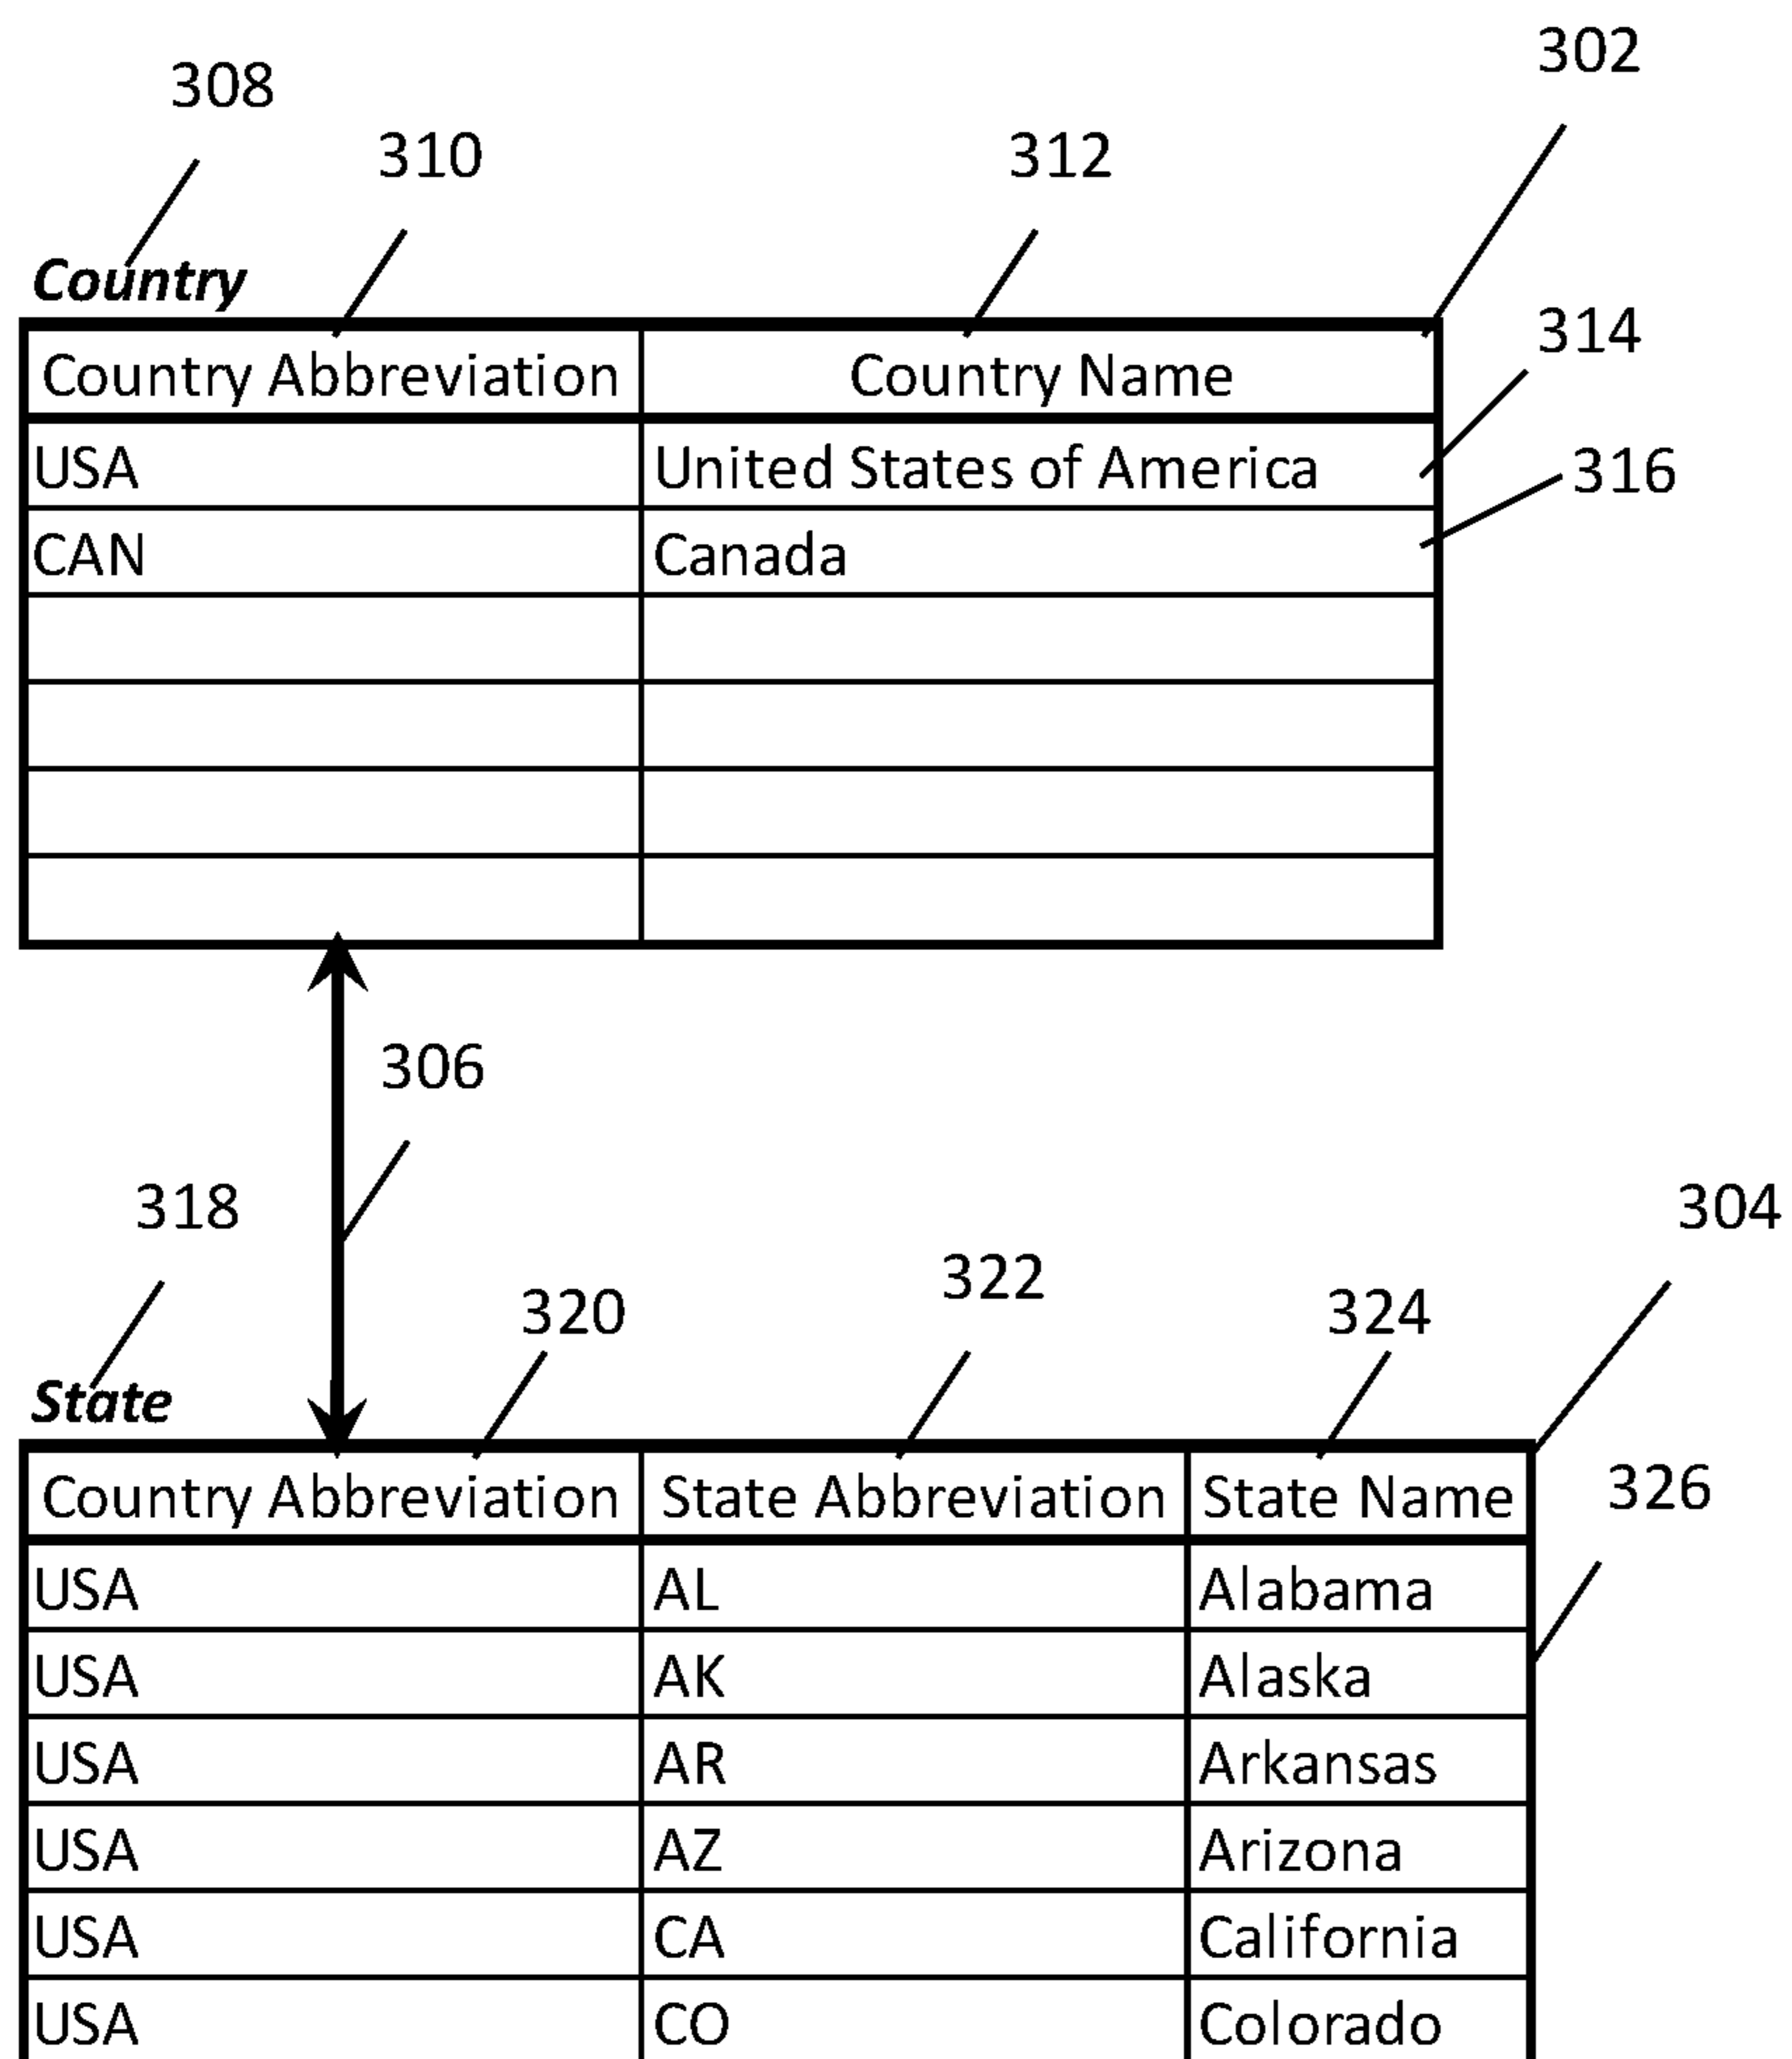 302
308
310 312
Country
314
Country Abbreviation Country Name
USA United States of America
316
CAN Canada
306
318 304
322
320 324
State
Country Abbreviation State Abbreviation State Name
326
USA AL Alabama
USA AK Alaska
USA AR Arkansas
USA AZ Arizona
USA CA California
USA CO Colorado